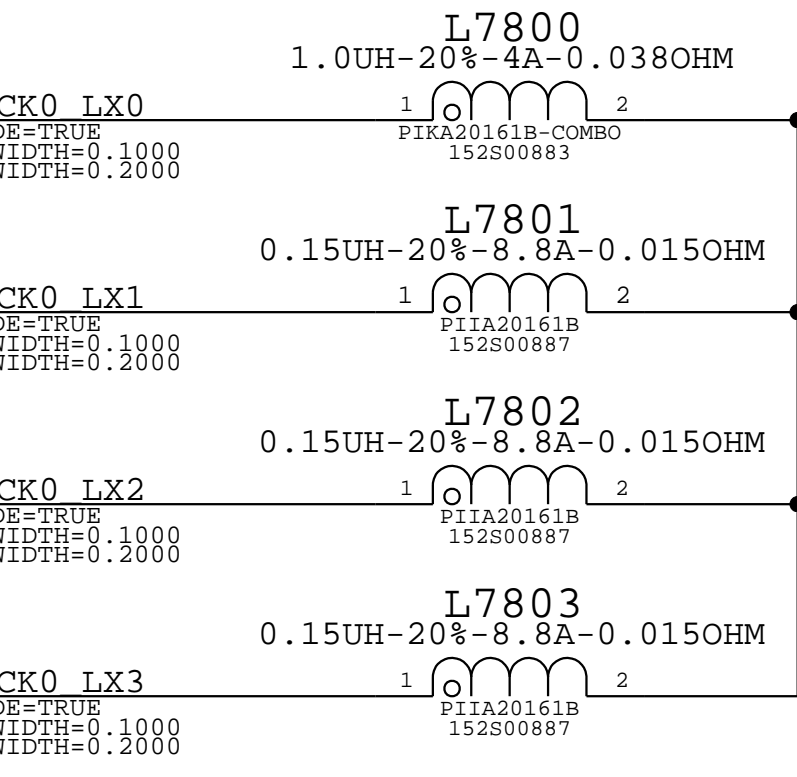 L7800
1.0UH-20%-4A-0.038OHM
CK0_LX0
1
2
DE=TRUE
WIDTH=0.1000
WIDTH=0.2000
PIKA20161B-COMBO
152S00883
L7801
0.15UH-20%-8.8A-0.015OHM
CK0_LX1
1
2
DE=TRUE
WIDTH=0.1000
WIDTH=0.2000
PIIA20161B
152S00887
L7802
0.15UH-20%-8.8A-0.015OHM
CK0_LX2
1
2
DE=TRUE
WIDTH=0.1000
WIDTH=0.2000
PIIA20161B
152S00887
L7803
0.15UH-20%-8.8A-0.015OHM
CK0_LX3
1
2
DE=TRUE
WIDTH=0.1000
WIDTH=0.2000
PIIA20161B
152S00887